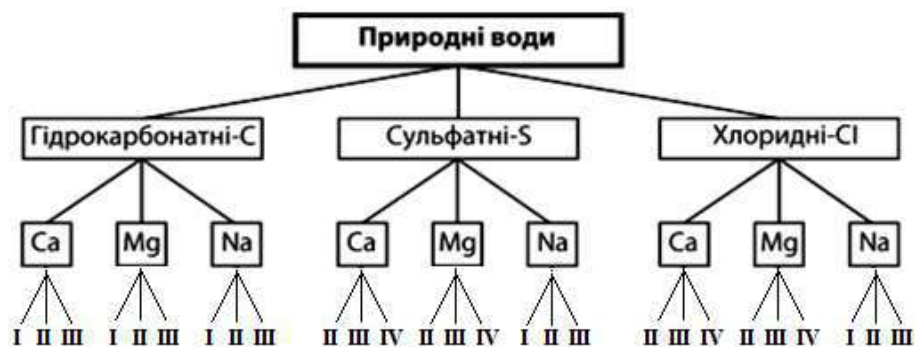 Природні води
Гідрокарбонатні-С Сульфатні-S Хлоридні-Cl
Ca Mg Na Ca Mg Na Ca Mg Na
I II III I II III I II III II III IV II III IV I II III II III IV II III IV I II III